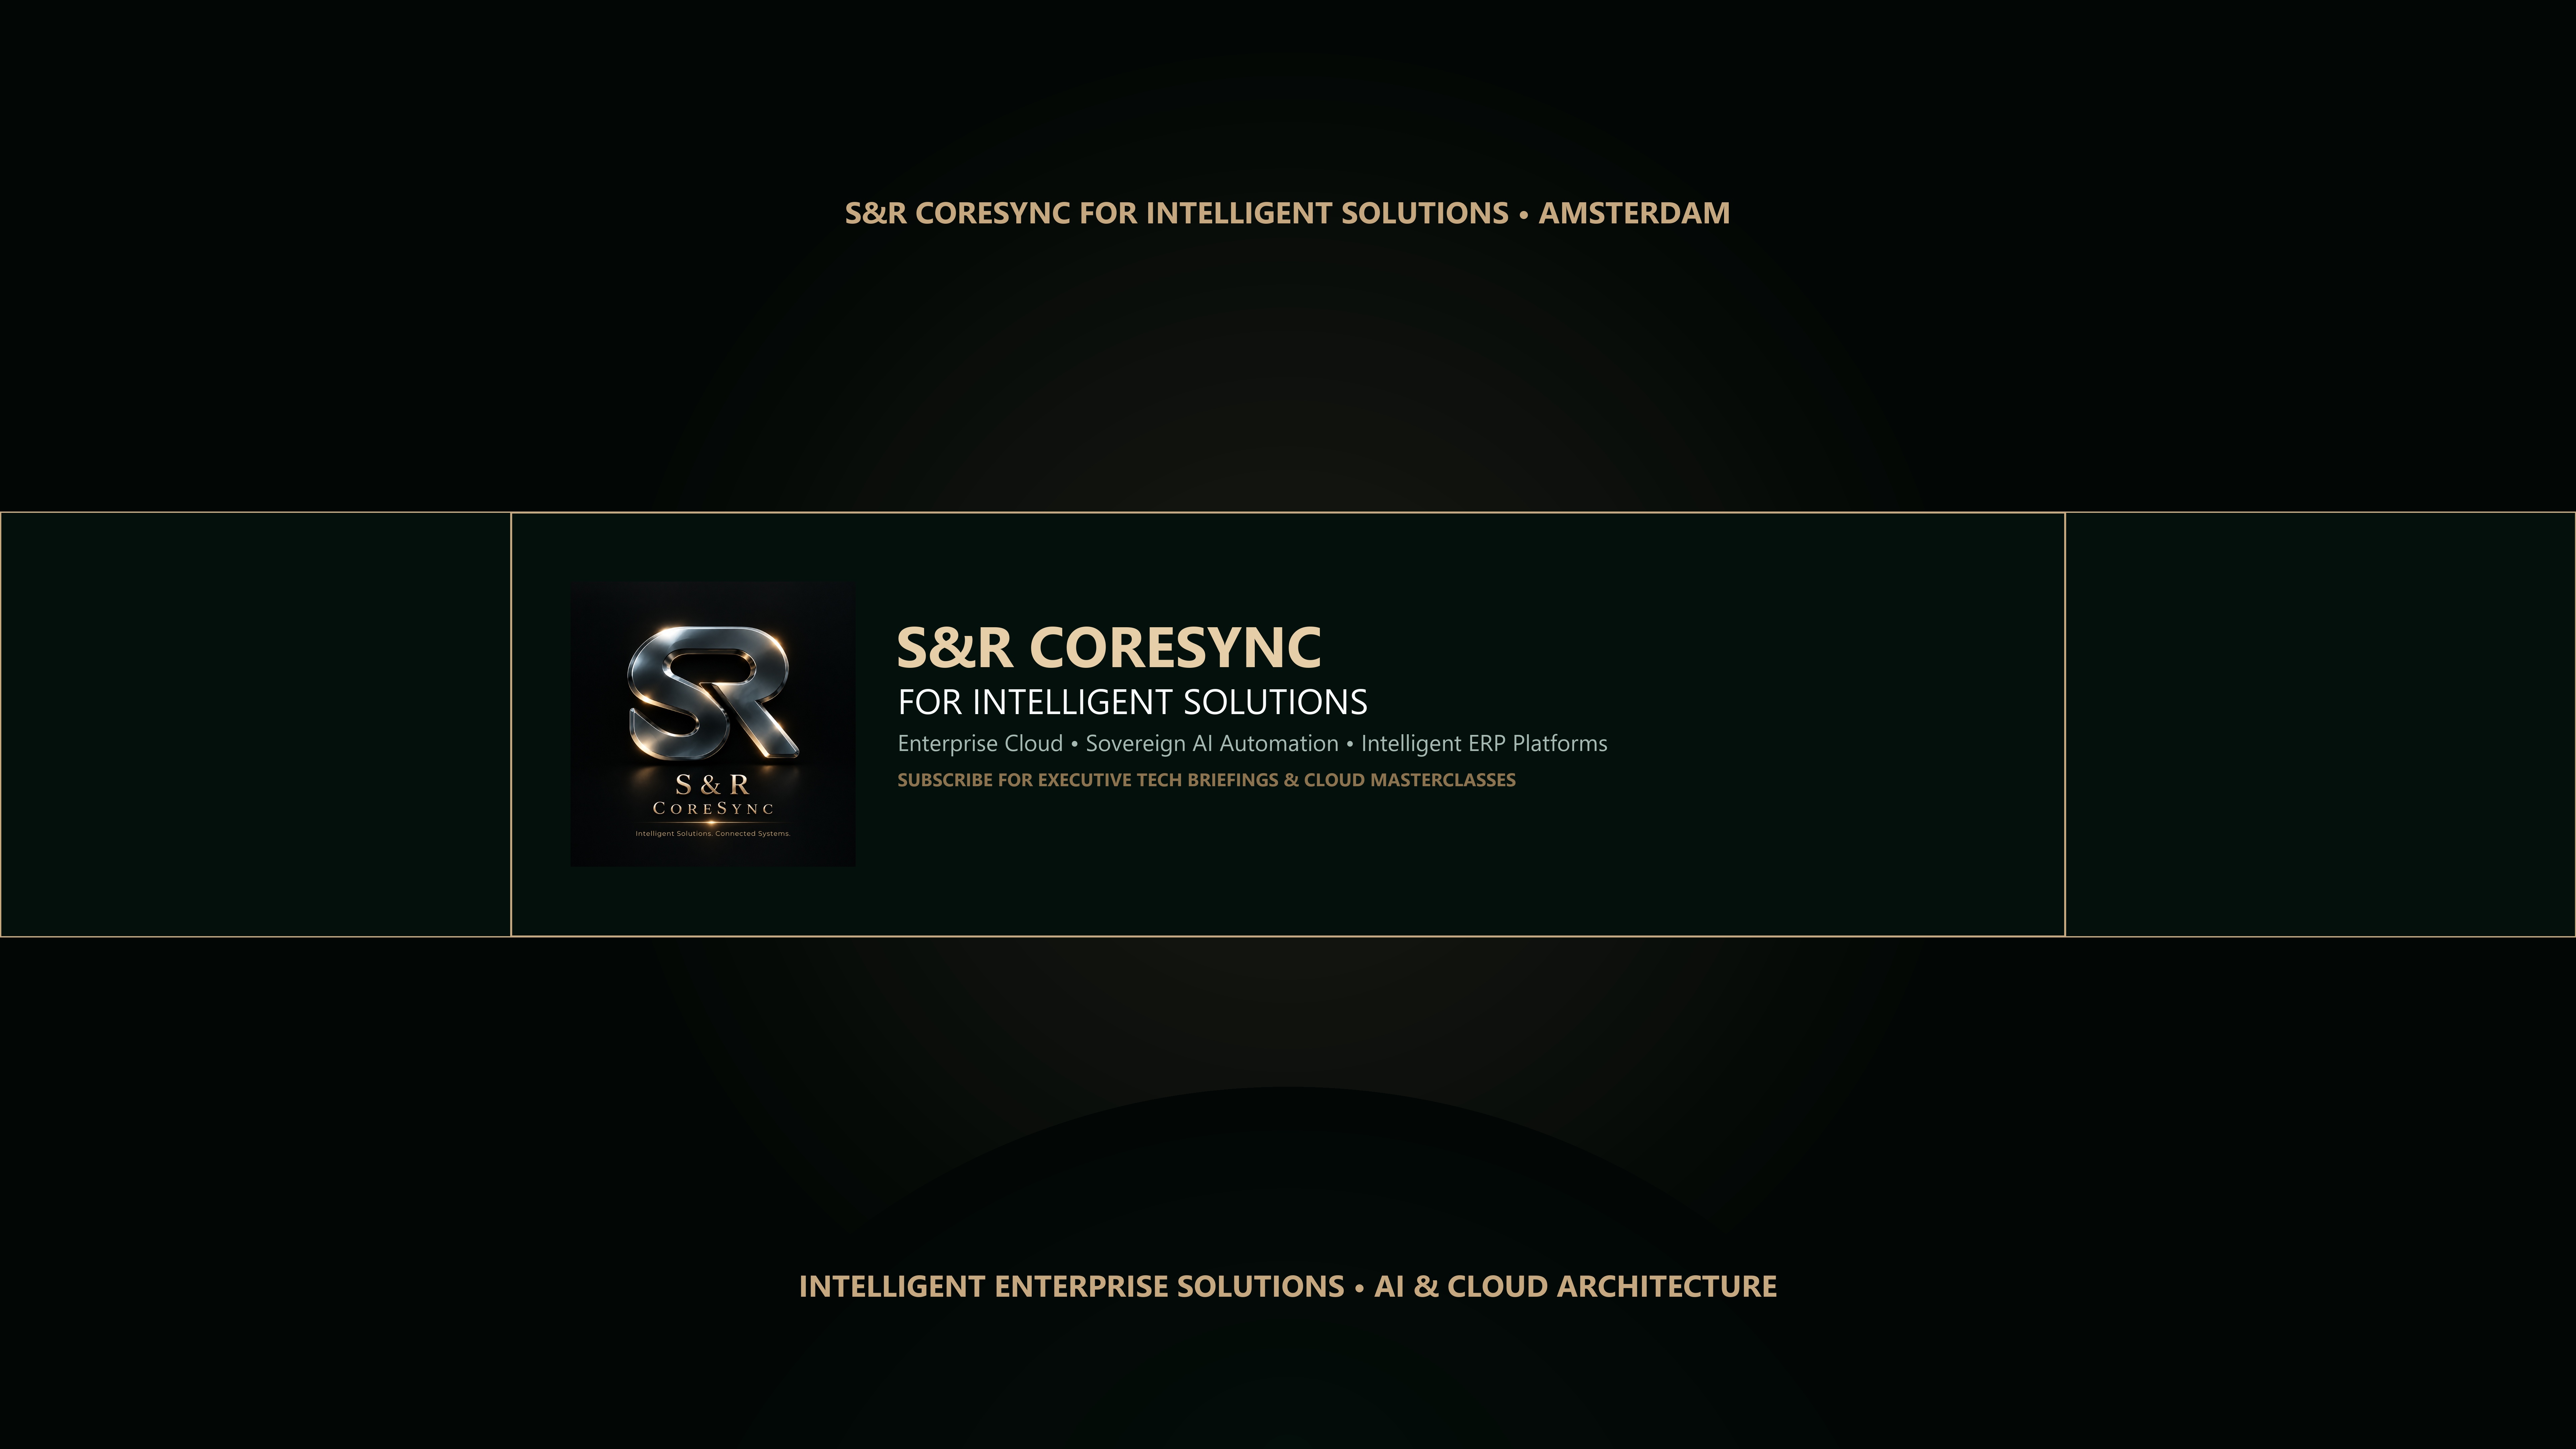 S&R CORESYNC FOR INTELLIGENT SOLUTIONS • AMSTERDAM
S&R CORESYNC
FOR INTELLIGENT SOLUTIONS
Enterprise Cloud • Sovereign AI Automation • Intelligent ERP Platforms
SUBSCRIBE FOR EXECUTIVE TECH BRIEFINGS & CLOUD MASTERCLASSES
SR
S & R
CORESYNC
Intelligent Solutions. Connected Systems.
INTELLIGENT ENTERPRISE SOLUTIONS • AI & CLOUD ARCHITECTURE